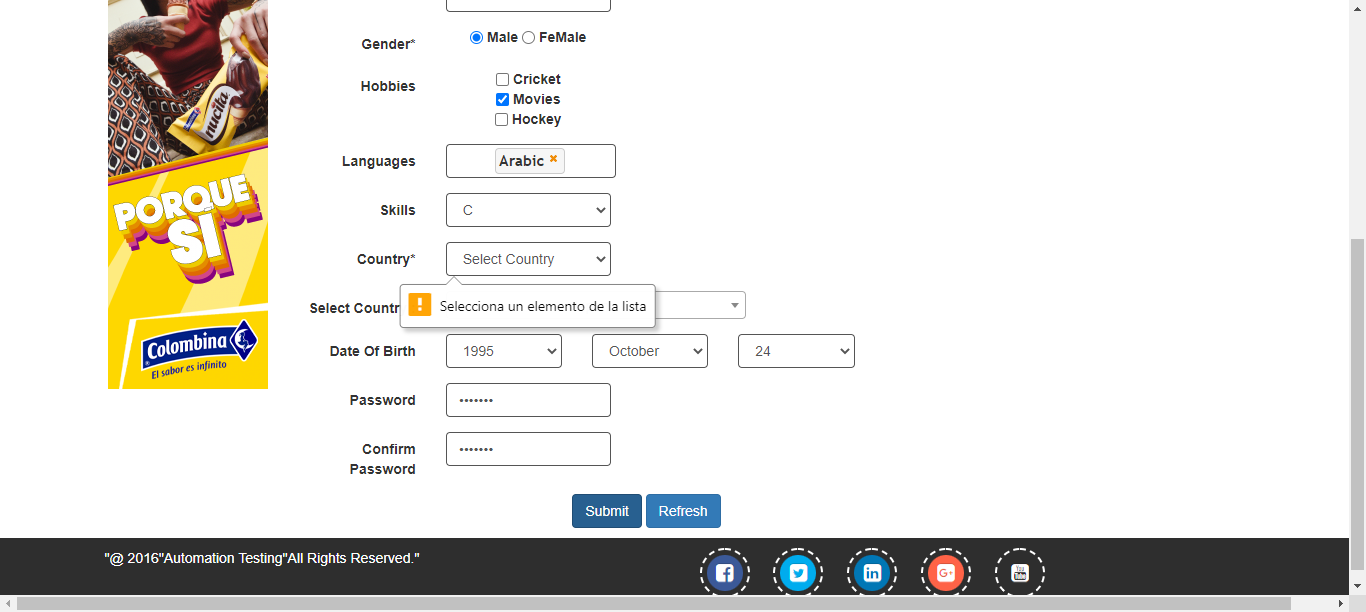 Gender*
Male FeMale
Hobbies
Cricket
Movies
Hockey
Languages
Arabic ×
Skills
C
Country*
Select Country
Selecciona un elemento de la lista
Select Countr
Date Of Birth
1995
October
24
Password
•••••••
Confirm
Password
•••••••
Submit
Refresh
nucita
PORQUE
SÍ
Colombina
El sabor es infinito
"@ 2016"Automation Testing"All Rights Reserved."
f
in
G+
You
Tube